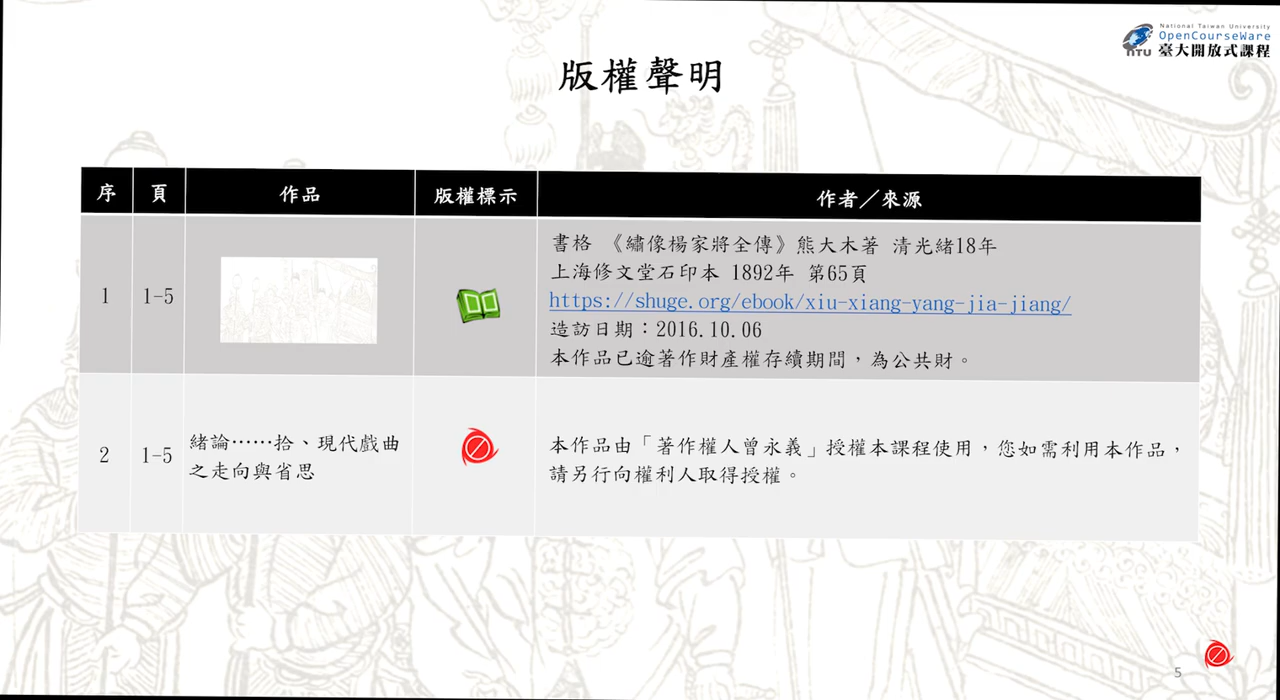 National Taiwan University
OpenCourseWare
NTU 臺大開放式課程
版權聲明
序 頁 作品 版權標示 作者／來源
1 1-5
書格 《繡像楊家將全傳》熊大木著 清光緒18年
上海修文堂石印本 1892年 第65頁
https://shuge.org/ebook/xiu-xiang-yang-jia-jiang/
造訪日期：2016.10.06
本作品已逾著作財產權存續期間，為公共財。
2 1-5
緒論……拾、現代戲曲
之走向與省思
本作品由「著作權人曾永義」授權本課程使用，您如需利用本作品，
請另行向權利人取得授權。
5